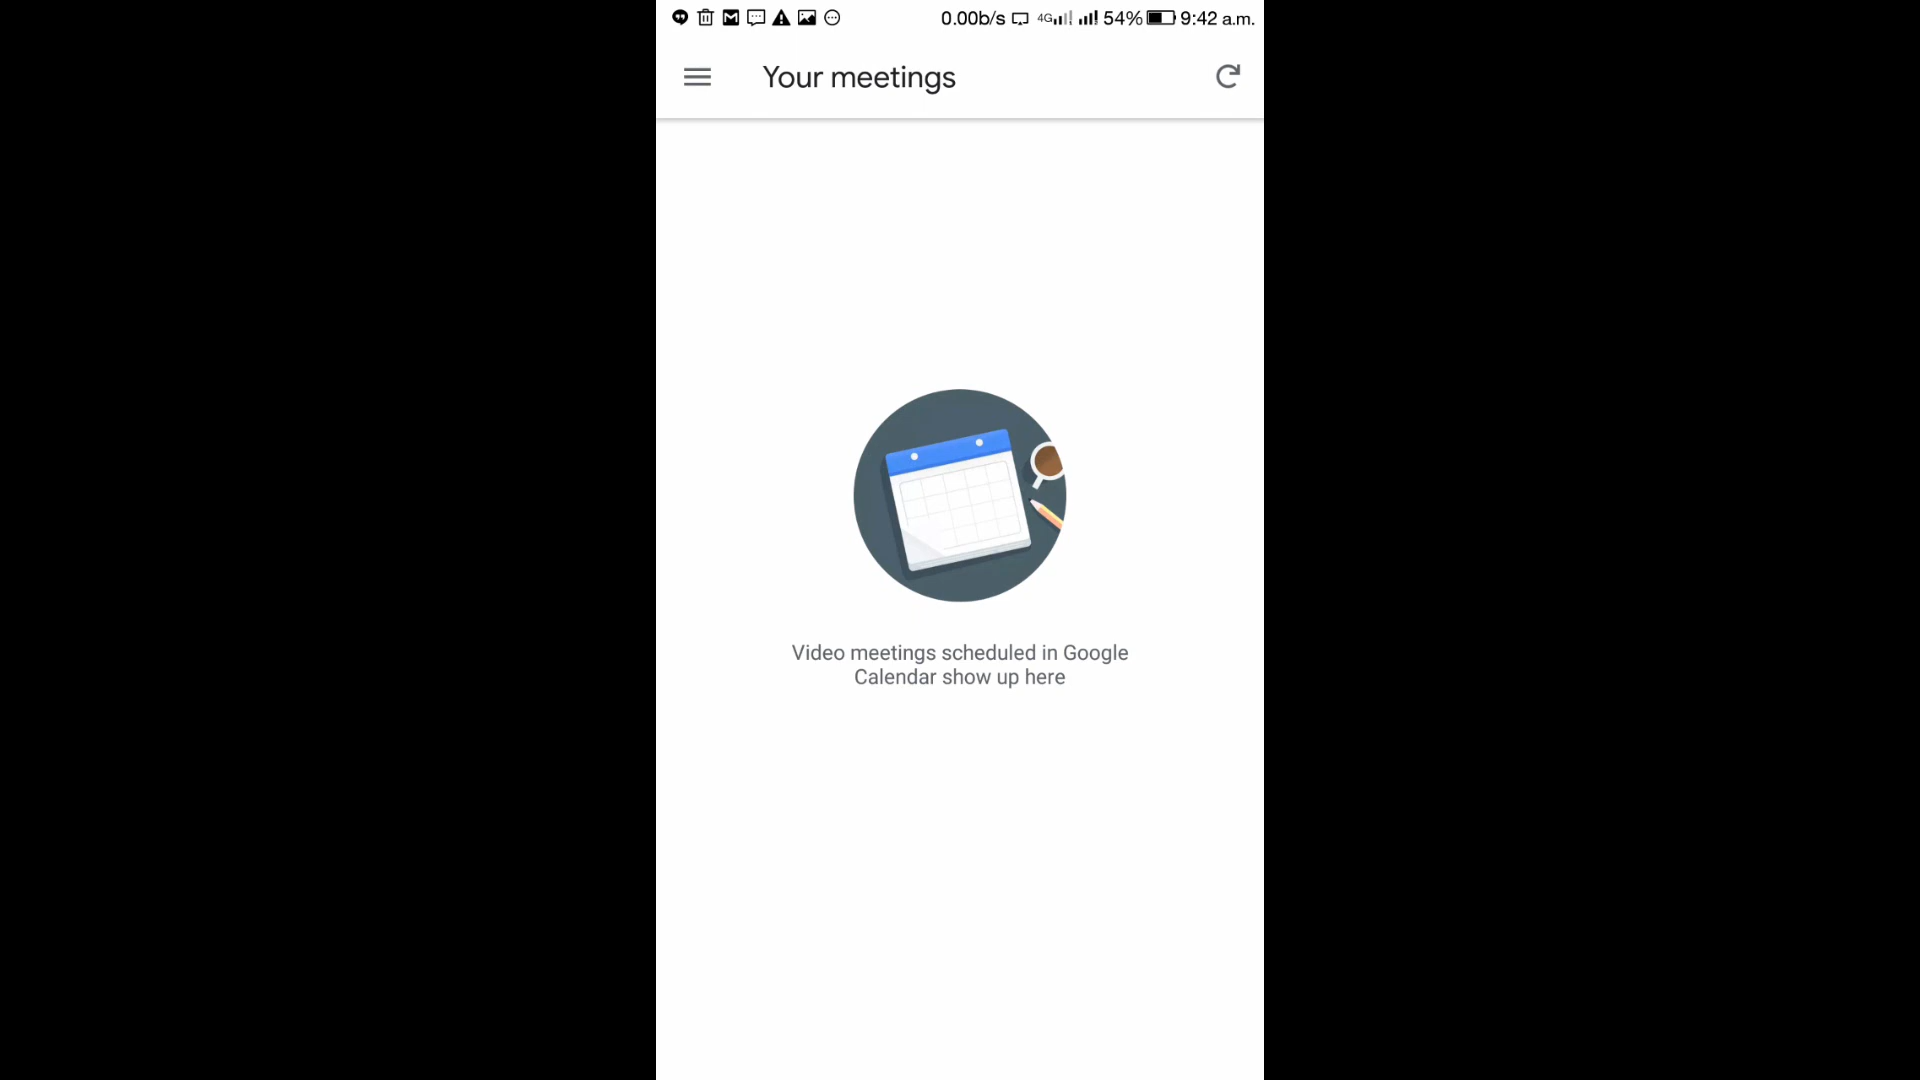 0.00b/s 4G 54% 9:42 a.m.
Your meetings
Video meetings scheduled in Google
Calendar show up here